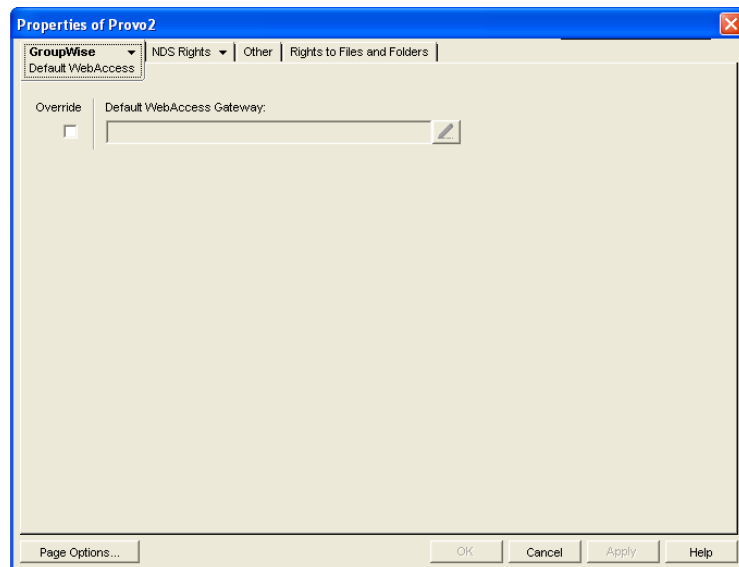 Properties of Provo2
GroupWise NDS Rights Other Rights to Files and Folders
Default WebAccess
Override Default WebAccess Gateway:
Page Options... OK Cancel Apply Help